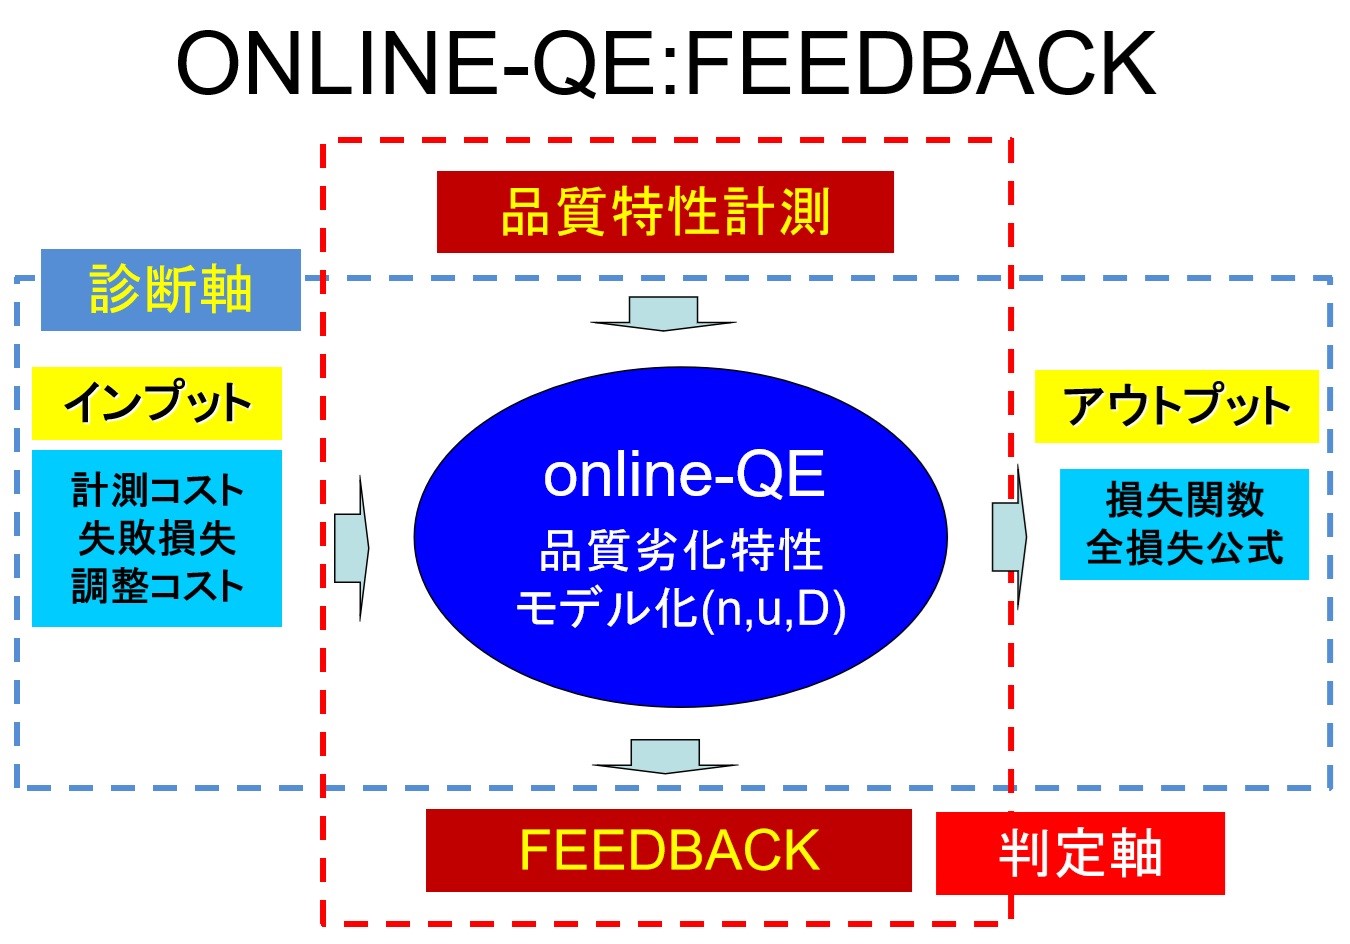 ONLINE-QE:FEEDBACK
品質特性計測
診断軸
インプット
計測コスト
失敗損失
調整コスト
online-QE
品質劣化特性
モデル化(n,u,D)
アウトプット
損失関数
全損失公式
FEEDBACK
判定軸